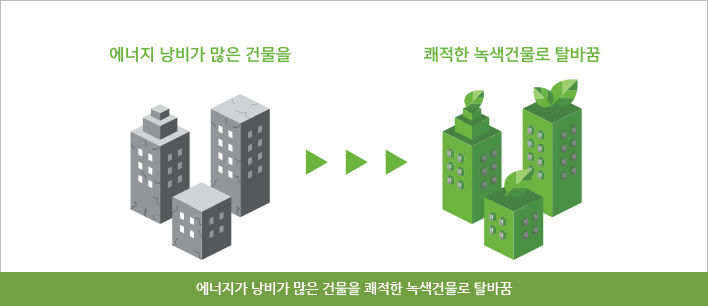 에너지 낭비가 많은 건물을
쾌적한 녹색건물로 탈바꿈
에너지가 낭비가 많은 건물을 쾌적한 녹색건물로 탈바꿈